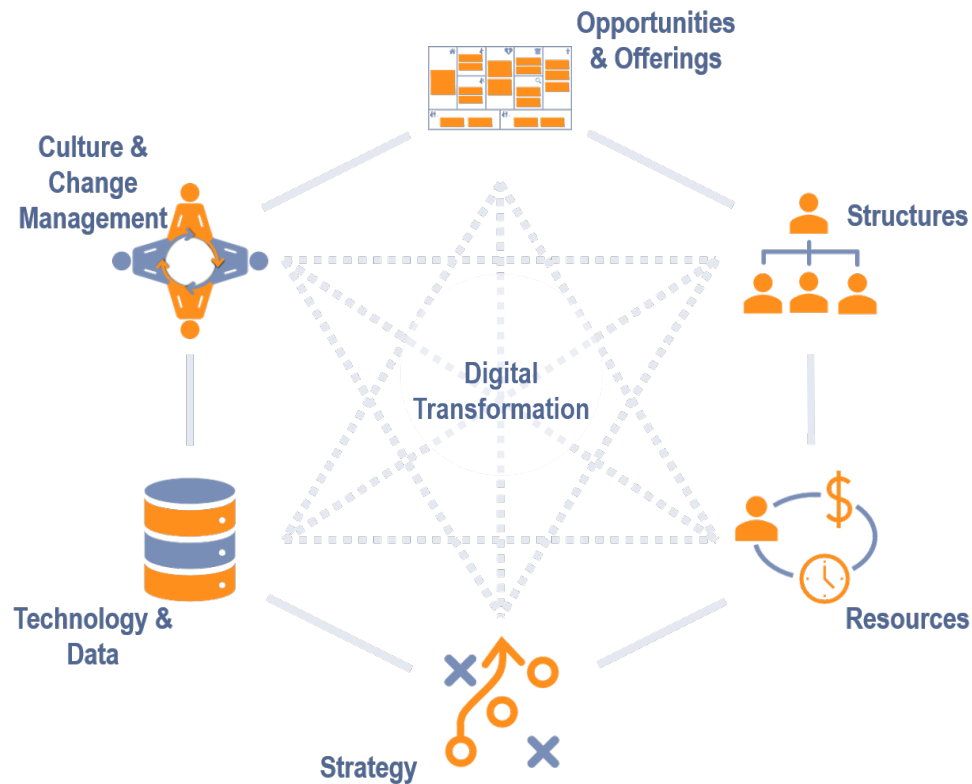 Opportunities
& Offerings
Culture &
Change
Management
Structures
Digital
Transformation
Technology &
Data
Resources
Strategy